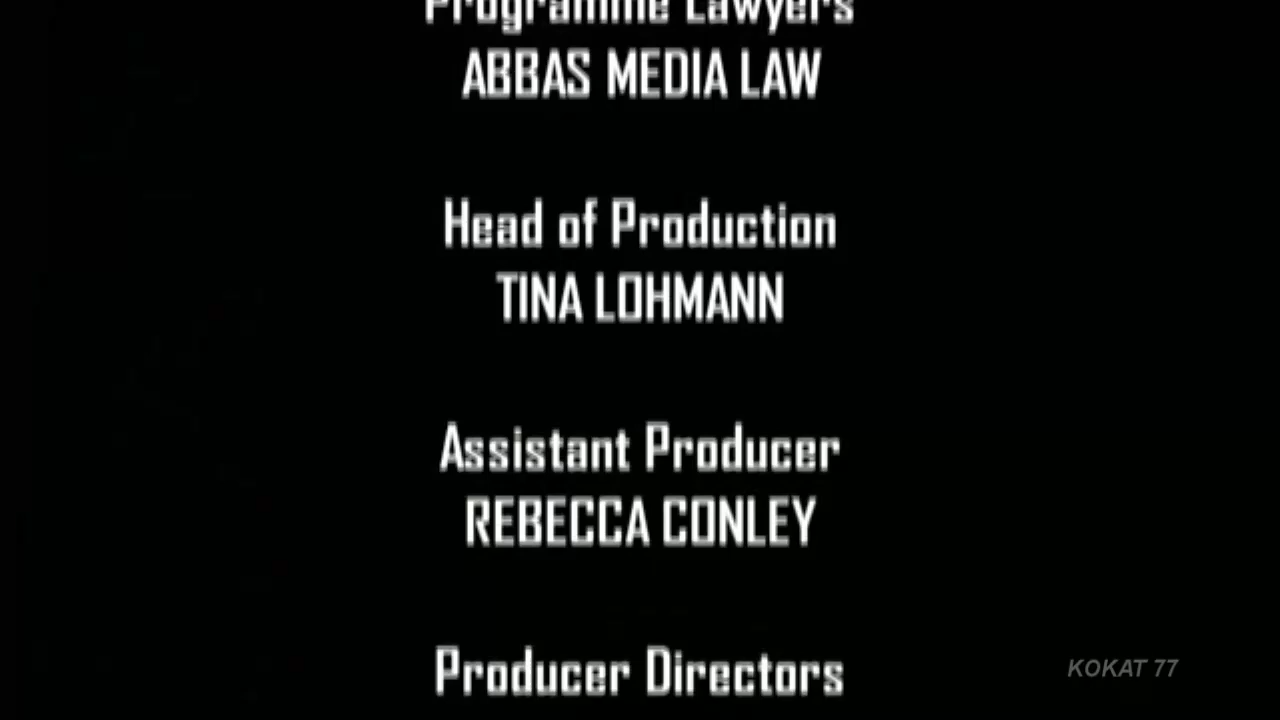 Programme Lawyers
ABBAS MEDIA LAW
Head of Production
TINA LOHMANN
Assistant Producer
REBECCA CONLEY
Producer Directors
KOKAT 77